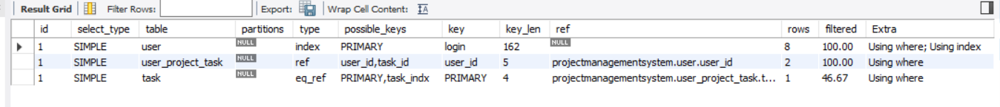 Result Grid Filter Rows: Export: Wrap Cell Content: IA
id select_type table partitions type possible_keys key key_len ref rows filtered Extra
1 SIMPLE user NULL index PRIMARY login 162 NULL 8 100.00 Using where; Using index
1 SIMPLE user_project_task NULL ref user_id,task_id user_id 5 projectmanagementsystem.user.user_id 2 100.00 Using where
1 SIMPLE task NULL eq_ref PRIMARY,task_indx PRIMARY 4 projectmanagementsystem.user_project_task.t... 1 46.67 Using where